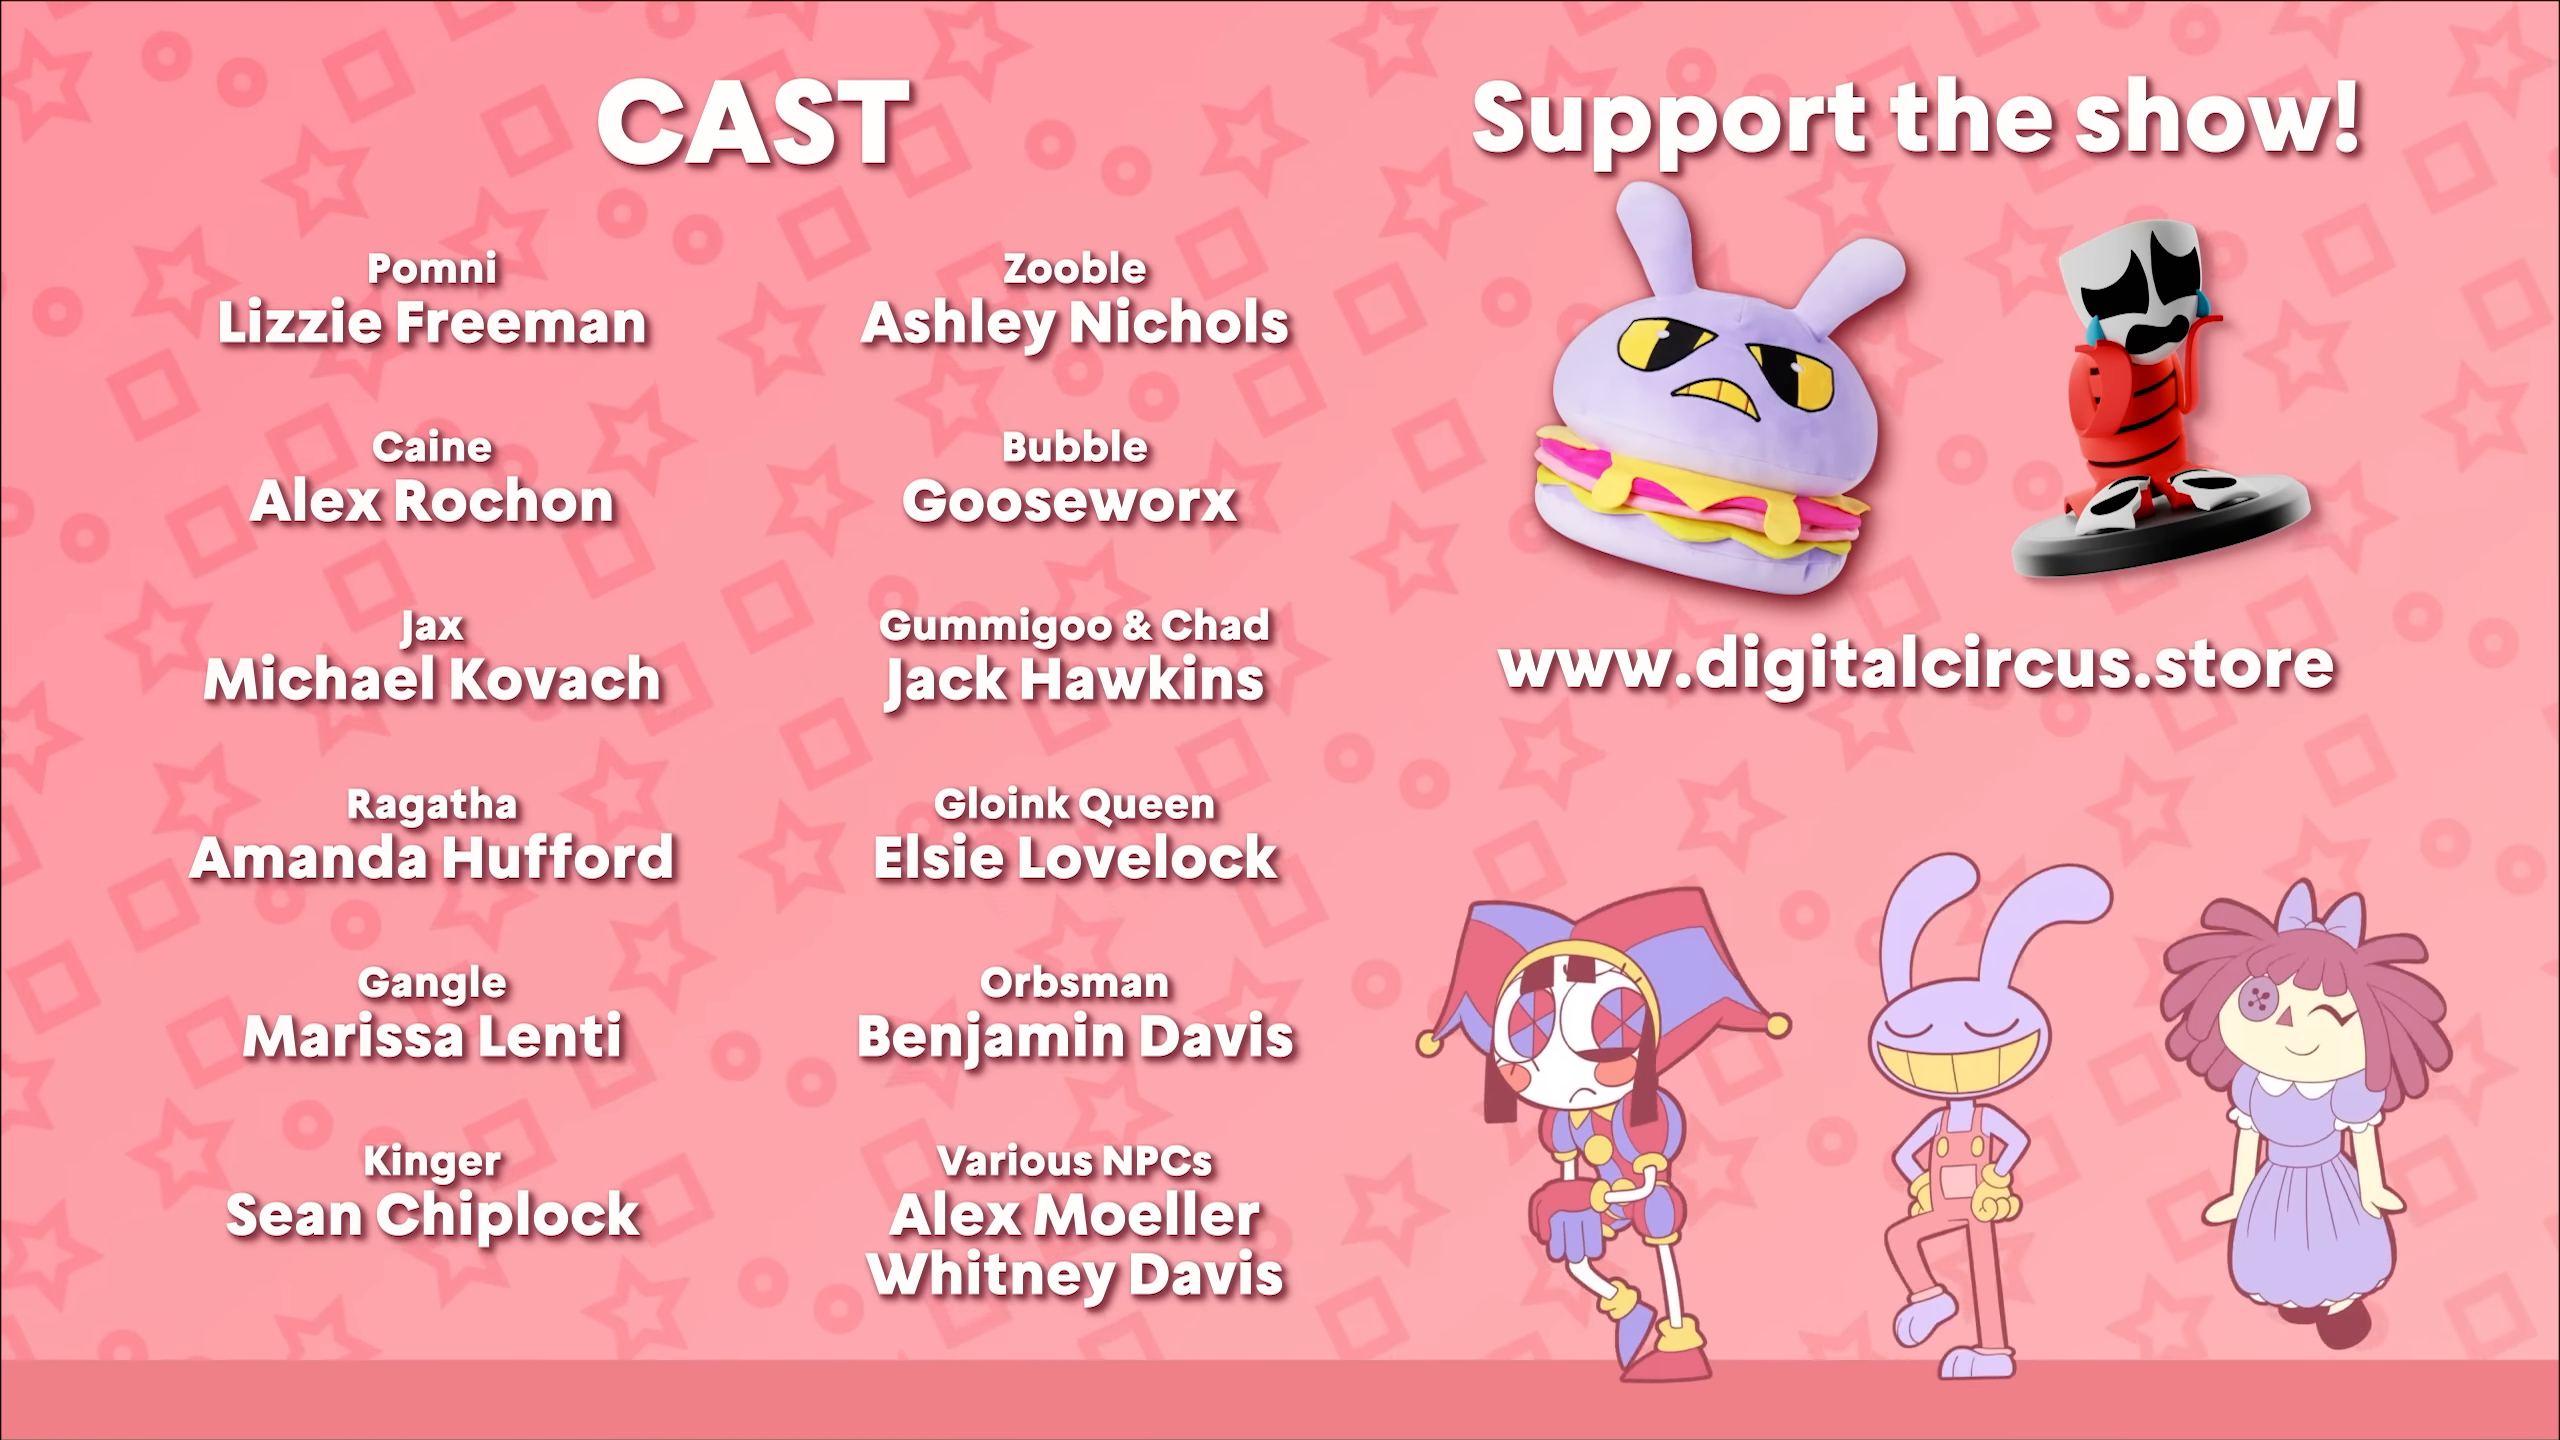 CAST
Pomni
Lizzie Freeman
Caine
Alex Rochon
Jax
Michael Kovach
Ragatha
Amanda Hufford
Gangle
Marissa Lenti
Kinger
Sean Chiplock
Zooble
Ashley Nichols
Bubble
Gooseworx
Gummigoo & Chad
Jack Hawkins
Gloink Queen
Elsie Lovelock
Orbsman
Benjamin Davis
Various NPCs
Alex Moeller
Whitney Davis
Support the show!
www.digitalcircus.store